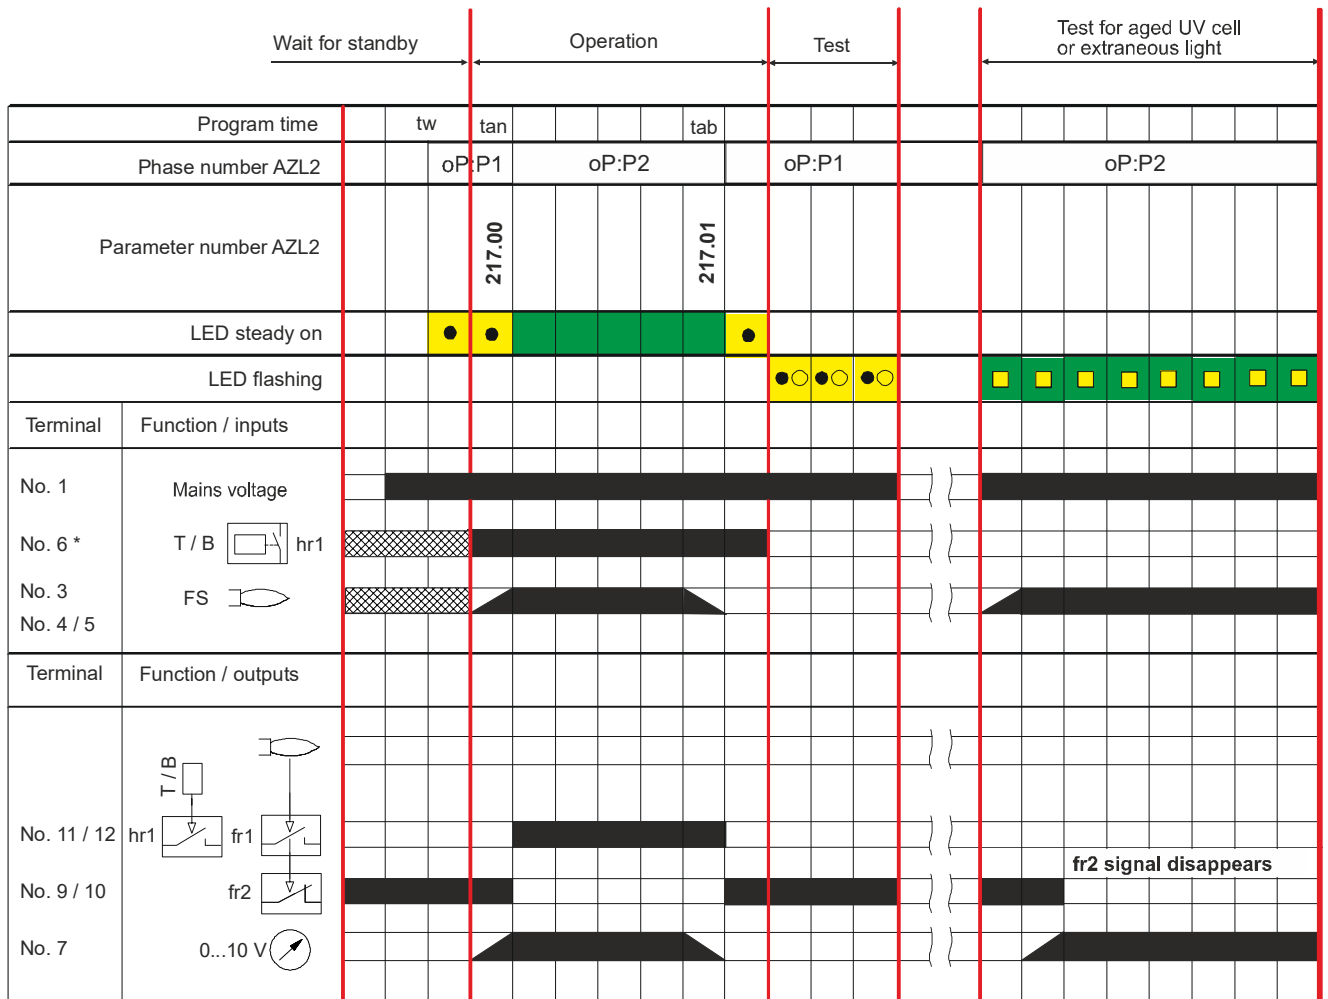 Wait for standby
Operation
Test
Test for aged UV cell
or extraneous light
Program time
tw
tan
tab
Phase number AZL2
oP:P1
oP:P2
oP:P1
oP:P2
Parameter number AZL2
217.00
217.01
LED steady on
LED flashing
Terminal
Function / inputs
No. 1
Mains voltage
No. 6 *
T / B
hr1
No. 3
FS
No. 4 / 5
Terminal
Function / outputs
T / B
No. 11 / 12
hr1
fr1
fr2 signal disappears
No. 9 / 10
fr2
No. 7
0...10 V